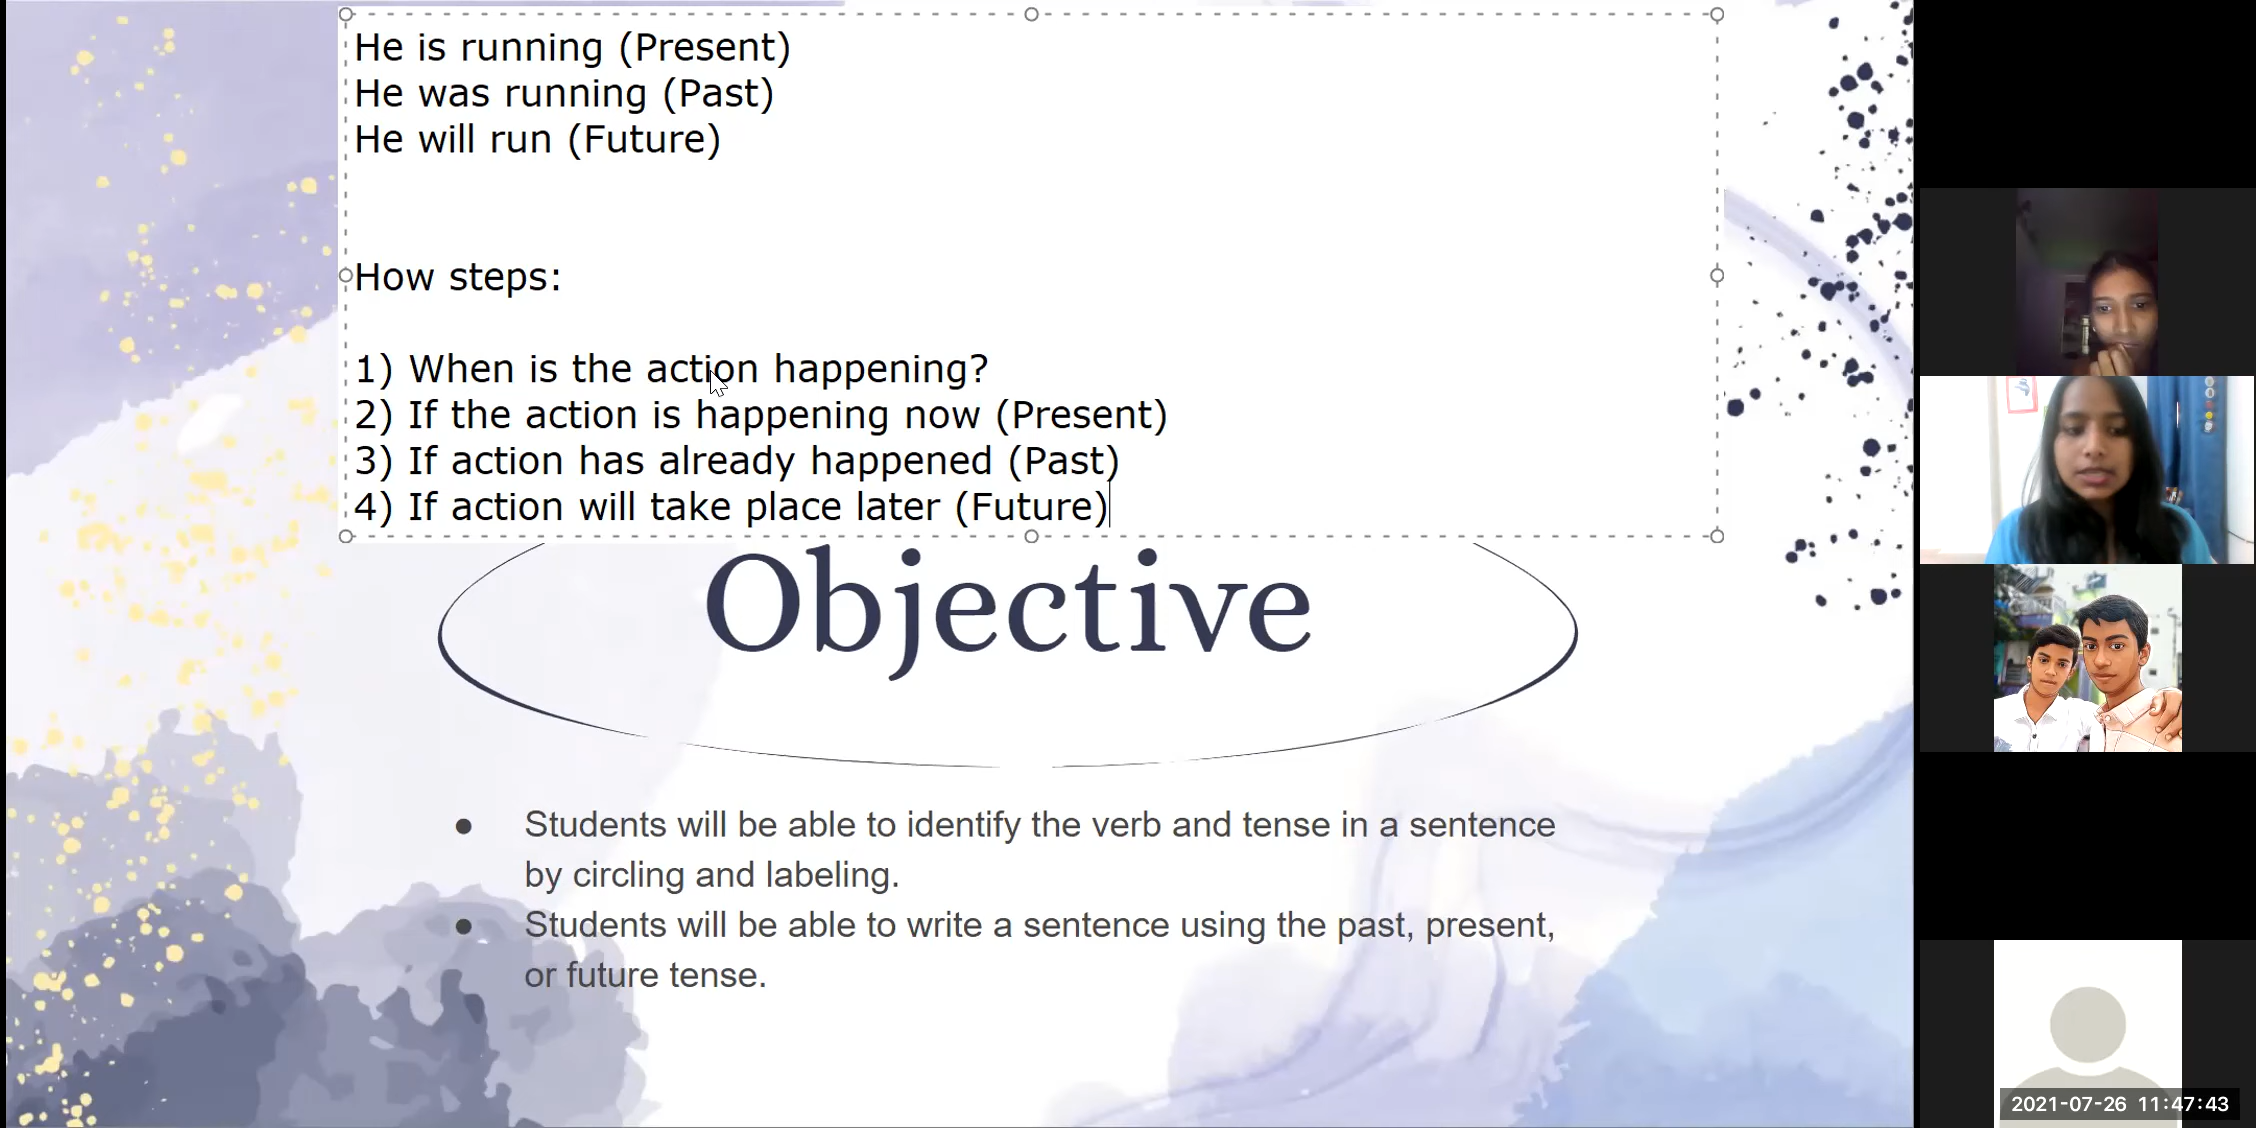 He is running (Present)
He was running (Past)
He will run (Future)
How steps:
1) When is the action happening?
2) If the action is happening now (Present)
3) If action has already happened (Past)
4) If action will take place later (Future)
Objective
● Students will be able to identify the verb and tense in a sentence
by circling and labeling.
● Students will be able to write a sentence using the past, present,
or future tense.
2021-07-26 11:47:43